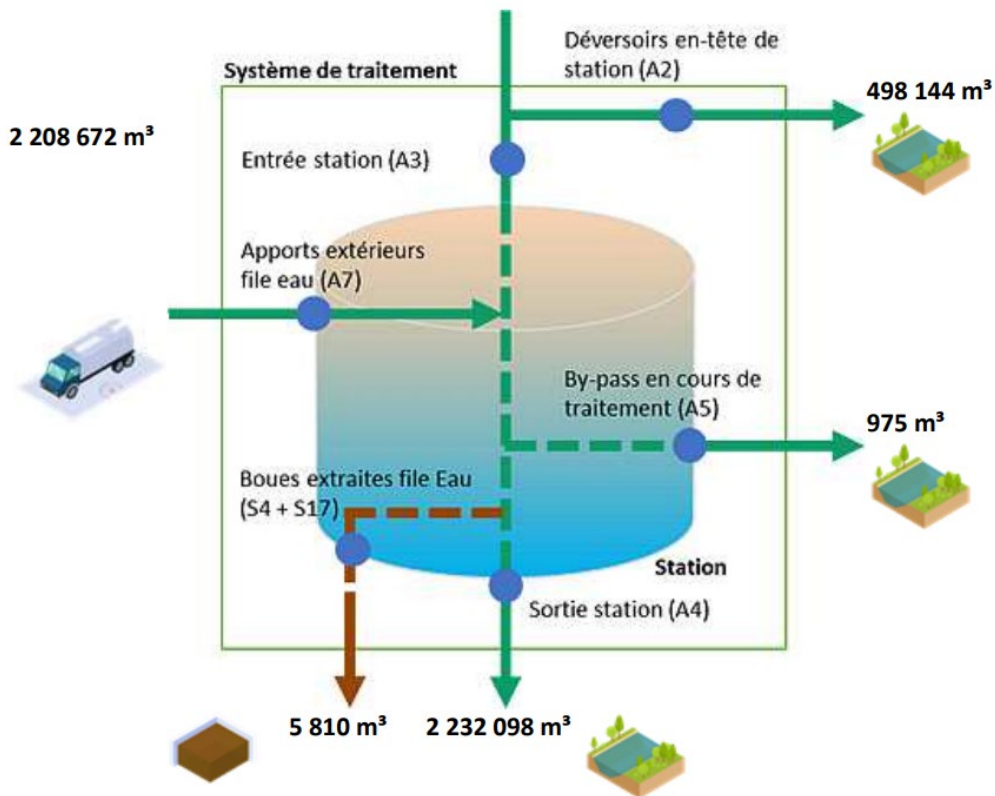 Déversoirs en-tête de
station (A2)
Système de traitement
498 144 m³
2 208 672 m³
Entrée station (A3)
Apports extérieurs
file eau (A7)
By-pass en cours de
traitement (A5)
975 m³
Boues extraites file Eau
(S4 + S17)
Station
Sortie station (A4)
5 810 m³
2 232 098 m³